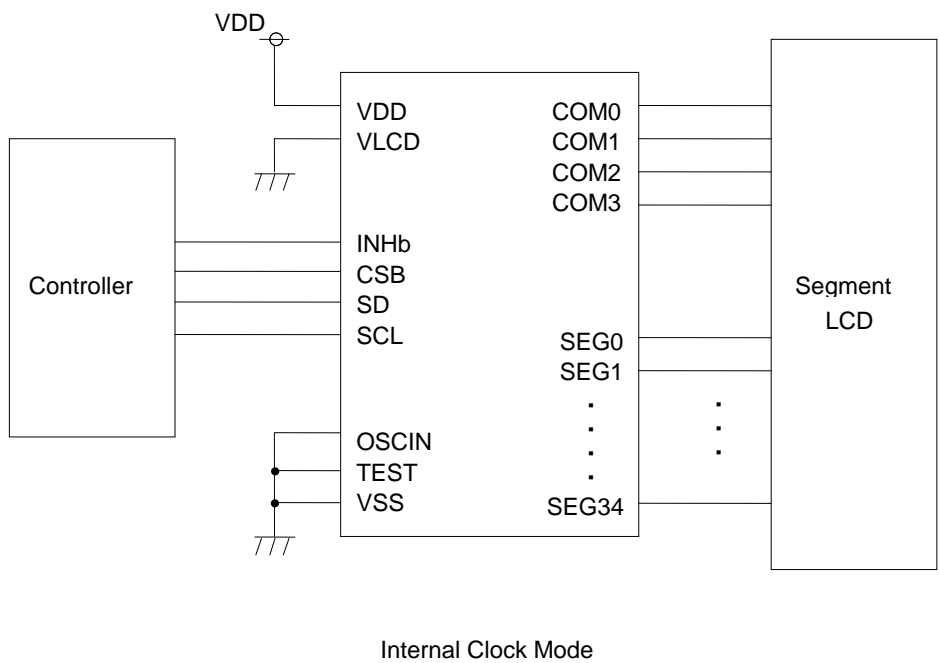 VDD
VDD
VLCD
INHb
CSB
SD
SCL
OSCIN
TEST
VSS
COM0
COM1
COM2
COM3
SEG0
SEG1
SEG34
Controller
Segment
LCD
Internal Clock Mode